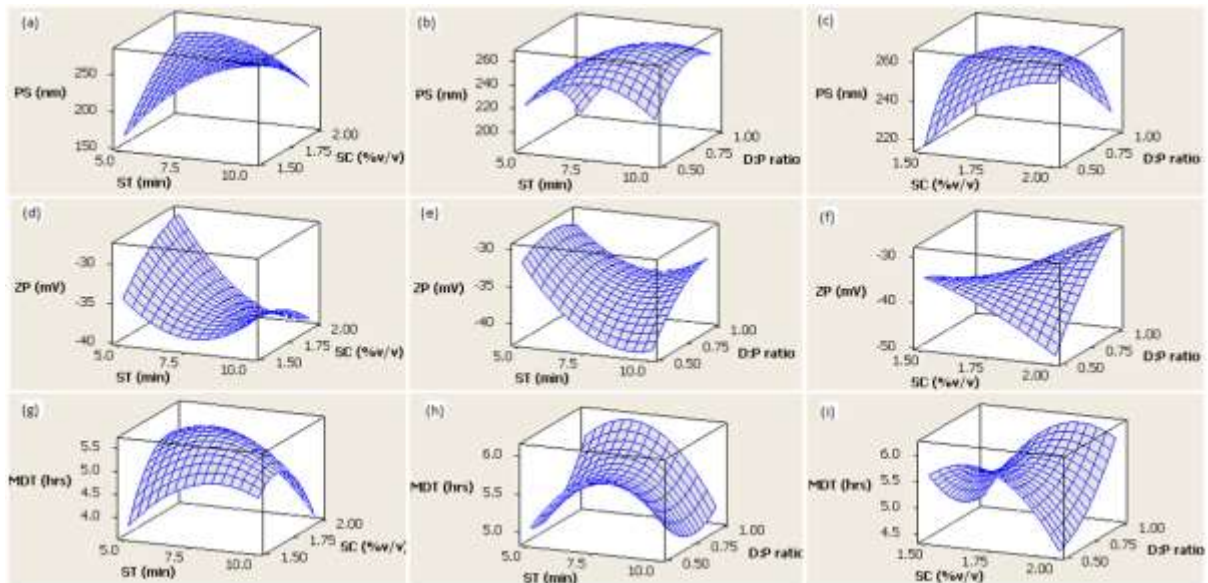 (a)
250
PS (nm)
200
2.00
150
1.75
SC (%v/v)
5.0
1.50
7.5
10.0
ST (min)
(b)
260
240
PS (nm)
220
200
1.00
0.75
D:P ratio
5.0
0.50
7.5
10.0
ST (min)
(c)
260
PS (nm)
240
220
1.00
0.75
D:P ratio
1.50
0.50
1.75
2.00
SC (%v/v)
(d)
-30
ZP (mV)
-35
2.00
-40
1.75
SC (%v/v)
5.0
1.50
7.5
10.0
ST (min)
(e)
-30
ZP (mV)
-35
-40
1.00
0.75
D:P ratio
5.0
0.50
7.5
10.0
ST (min)
(f)
-30
ZP (mV)
-40
-50
1.00
0.75
D:P ratio
1.50
0.50
1.75
2.00
SC (%v/v)
(g)
5.5
5.0
MDT (hrs)
4.5
4.0
2.00
1.75
SC (%v/v)
5.0
1.50
7.5
10.0
ST (min)
(h)
6.0
MDT (hrs)
5.5
5.0
1.00
0.75
D:P ratio
5.0
0.50
7.5
10.0
ST (min)
(i)
6.0
5.5
MDT (hrs)
5.0
4.5
1.00
0.75
D:P ratio
1.50
0.50
1.75
2.00
SC (%v/v)